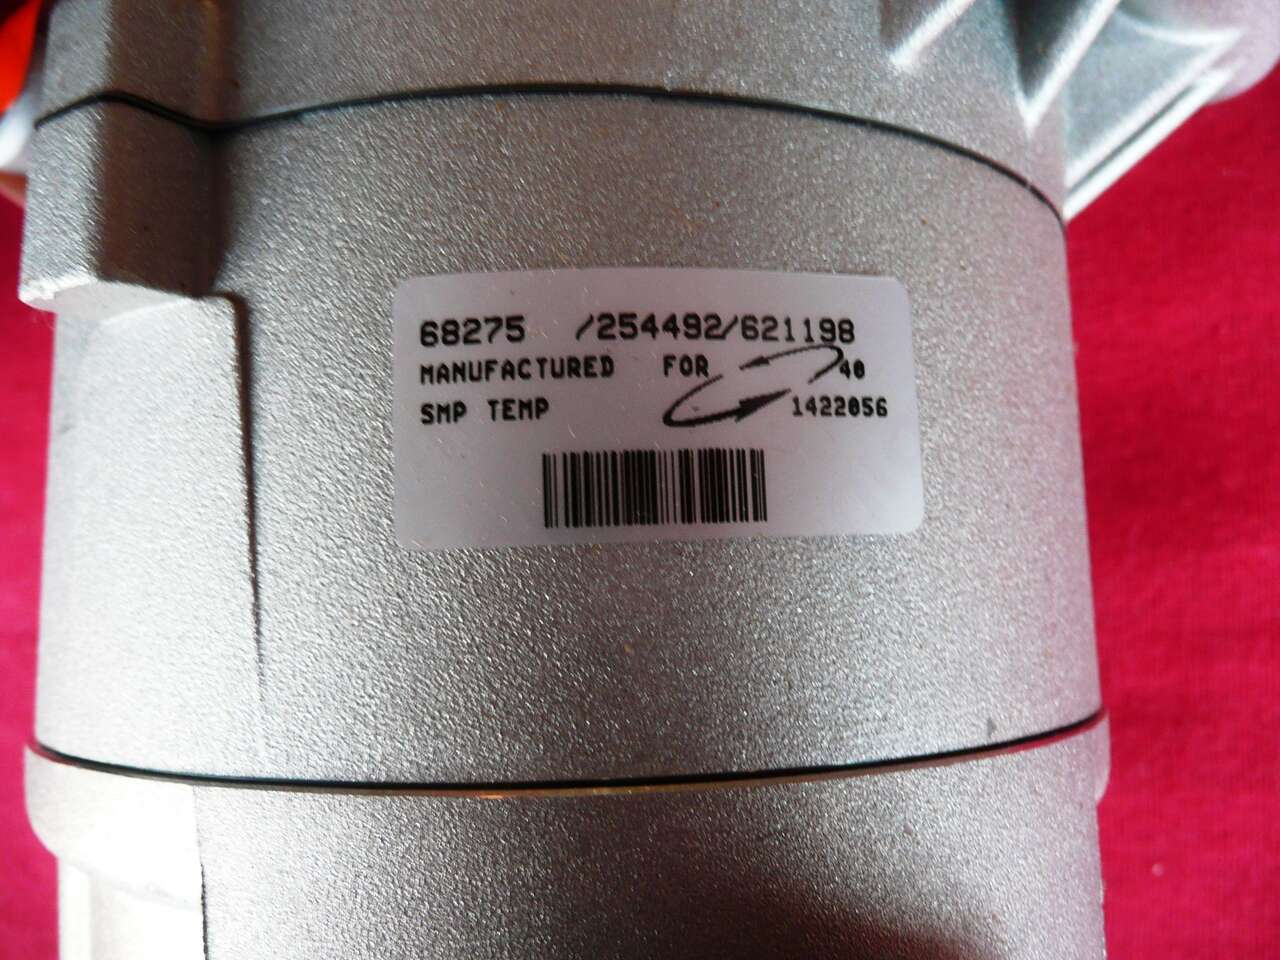 68275 /254492/621198
MANUFACTURED FOR 40
SMP TEMP 1422056